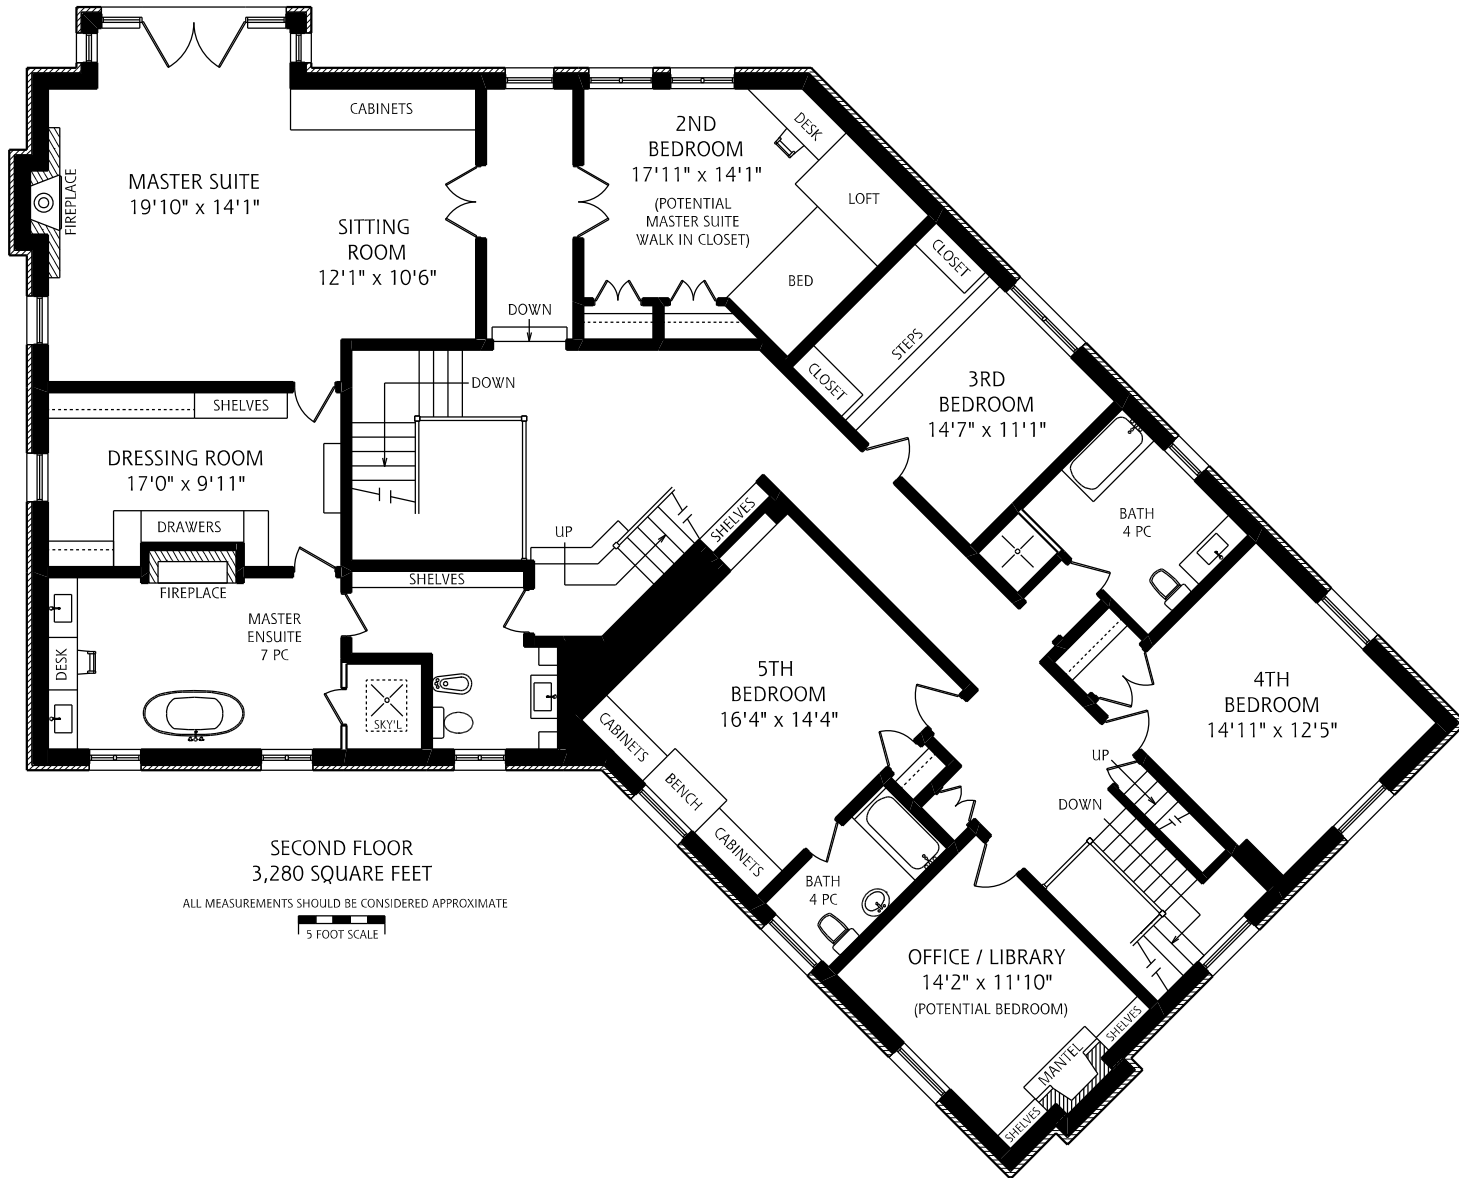 CABINETS
MASTER SUITE
19'10" x 14'1"
FIREPLACE
SITTING
ROOM
12'1" x 10'6"
2ND
BEDROOM
17'11" x 14'1"
(POTENTIAL
MASTER SUITE
WALK IN CLOSET)
DESK
LOFT
BED
CLOSET
STEPS
CLOSET
3RD
BEDROOM
14'7" x 11'1"
DOWN
DOWN
SHELVES
DRESSING ROOM
17'0" x 9'11"
DRAWERS
FIREPLACE
UP
SHELVES
SHELVES
BATH
4 PC
MASTER
ENSUITE
7 PC
DESK
SKY'L
5TH
BEDROOM
16'4" x 14'4"
CABINETS
BENCH
CABINETS
4TH
BEDROOM
14'11" x 12'5"
UP
DOWN
BATH
4 PC
OFFICE / LIBRARY
14'2" x 11'10"
(POTENTIAL BEDROOM)
SHELVES
MANTEL
SHELVES
SECOND FLOOR
3,280 SQUARE FEET
ALL MEASUREMENTS SHOULD BE CONSIDERED APPROXIMATE
5 FOOT SCALE